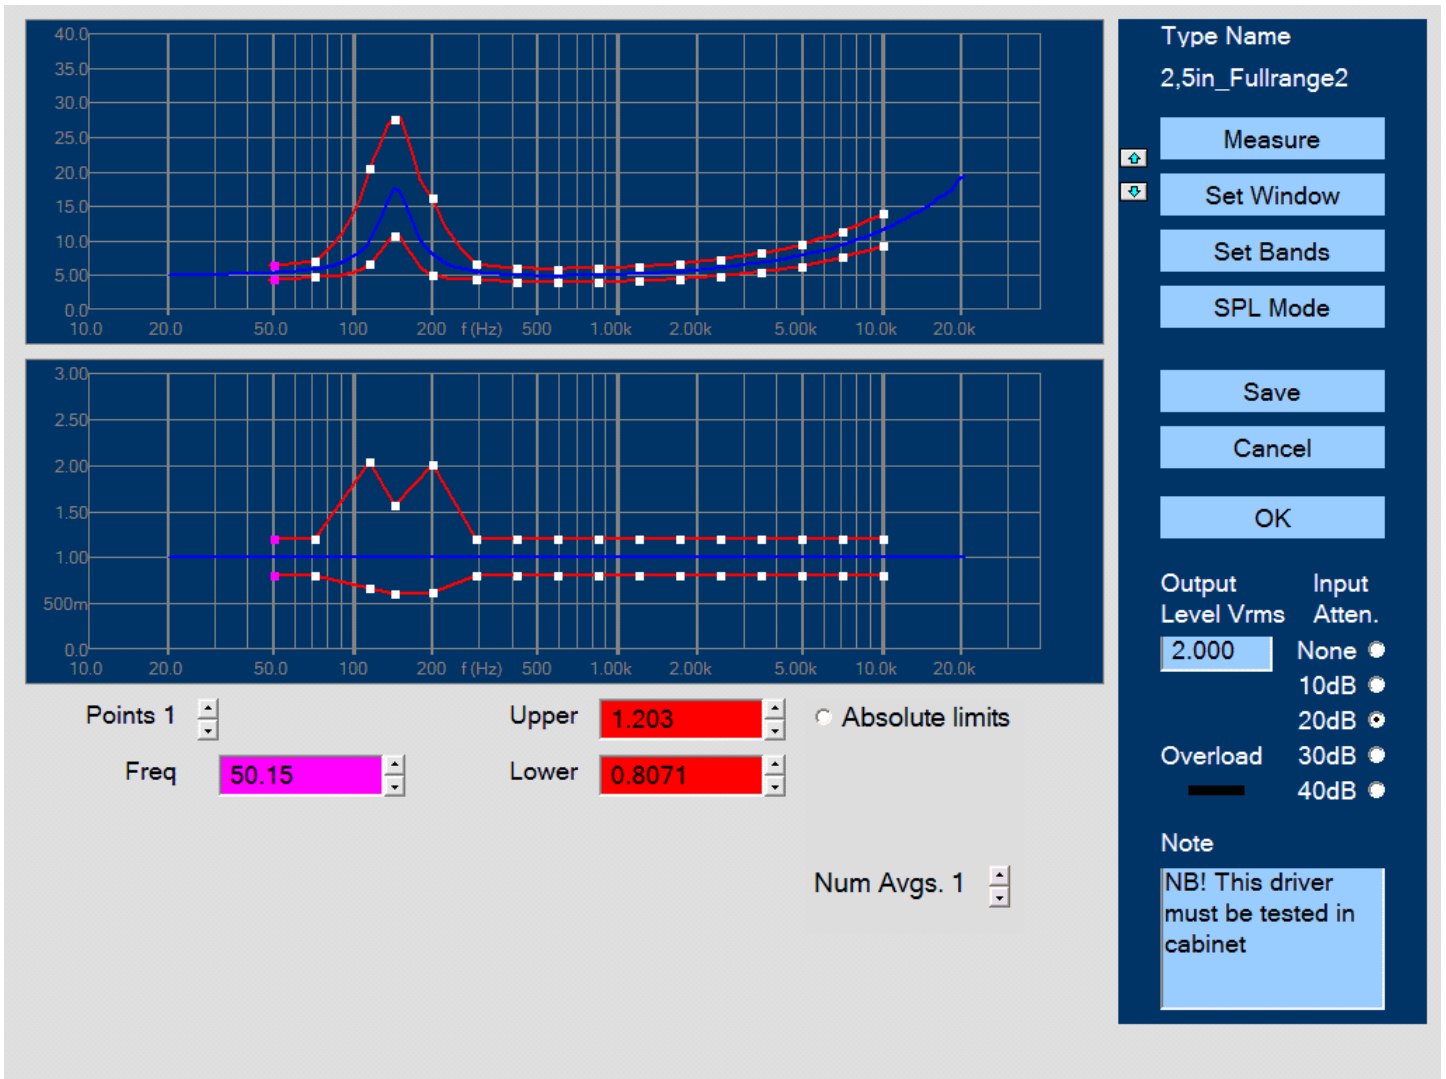 40.0
35.0
30.0
25.0
20.0
15.0
10.0
5.00
0.0
10.0 20.0 50.0 100 200 f (Hz) 500 1.00k 2.00k 5.00k 10.0k 20.0k
3.00
2.50
2.00
1.50
1.00
500m
0.0
10.0 20.0 50.0 100 200 f (Hz) 500 1.00k 2.00k 5.00k 10.0k 20.0k
Points 1
Freq 50.15
Upper 1.203
Lower 0.8071
Absolute limits
Num Avgs. 1
Type Name
2,5in_Fullrange2
Measure
Set Window
Set Bands
SPL Mode
Save
Cancel
OK
Output Input
Level Vrms Atten.
2.000 None
10dB
20dB
Overload 30dB
40dB
Note
NB! This driver
must be tested in
cabinet